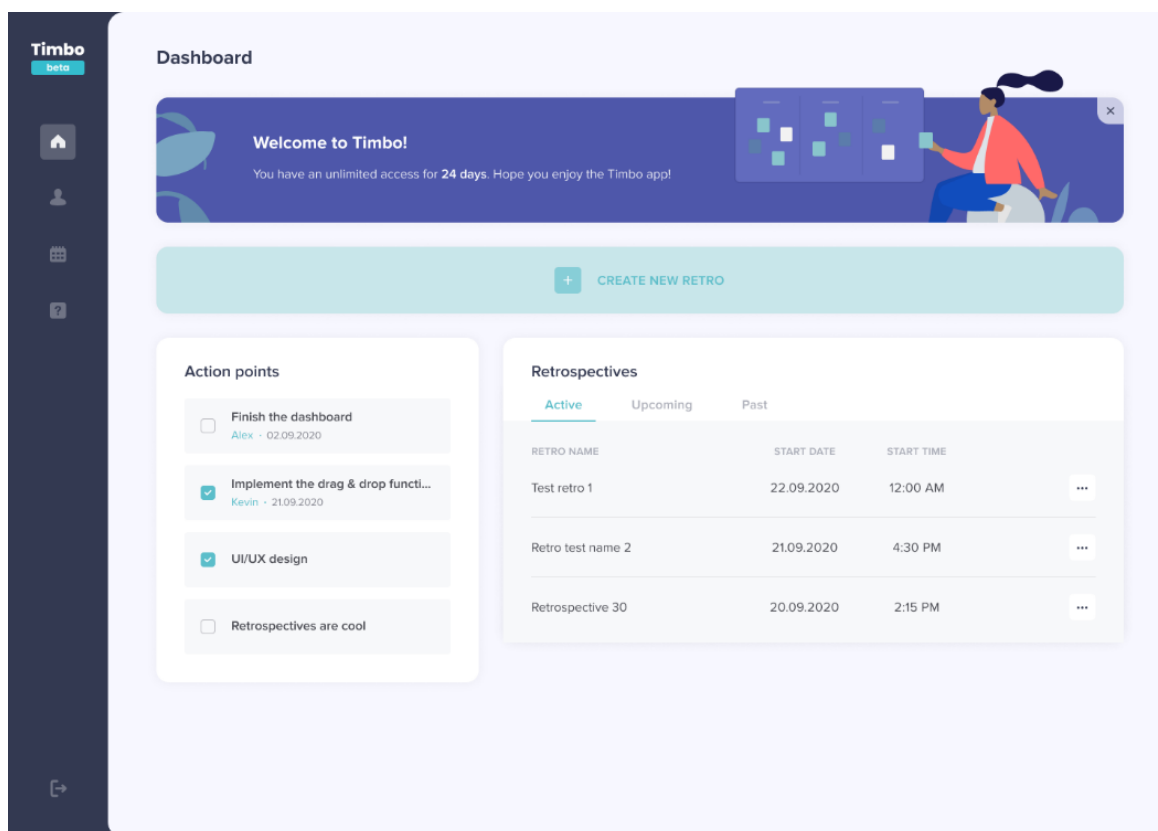 Timbo
beta
Dashboard
Welcome to Timbo!
You have an unlimited access for 24 days. Hope you enjoy the Timbo app!
CREATE NEW RETRO
Action points
Finish the dashboard
Alex · 02.09.2020
Implement the drag & drop functi...
Kevin · 21.09.2020
UI/UX design
Retrospectives are cool
Retrospectives
Active Upcoming Past
RETRO NAME START DATE START TIME
Test retro 1 22.09.2020 12:00 AM
Retro test name 2 21.09.2020 4:30 PM
Retrospective 30 20.09.2020 2:15 PM